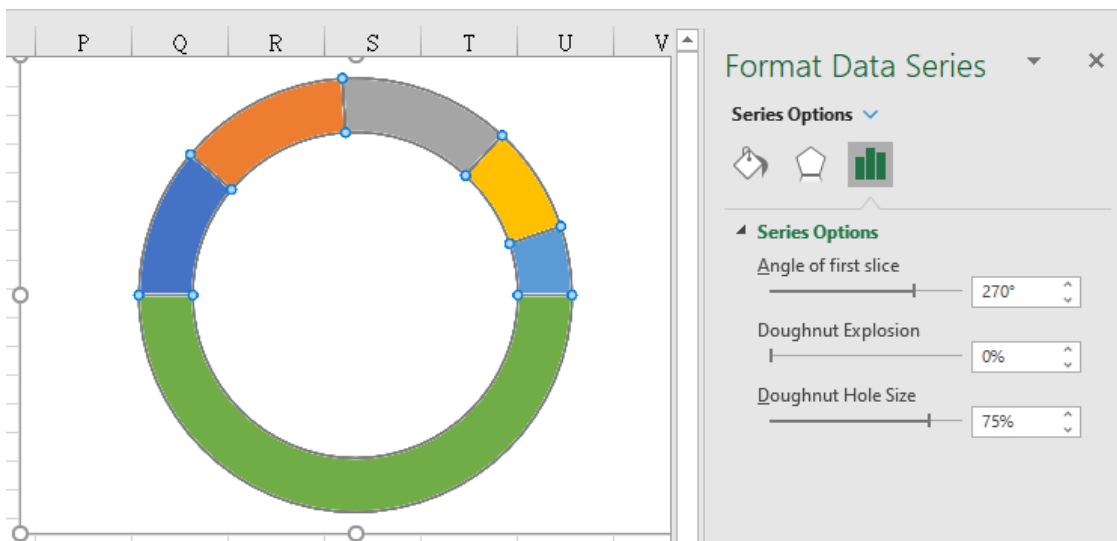 P Q R S T U V
Format Data Series
Series Options
Series Options
Angle of first slice
270°
Doughnut Explosion
0%
Doughnut Hole Size
75%